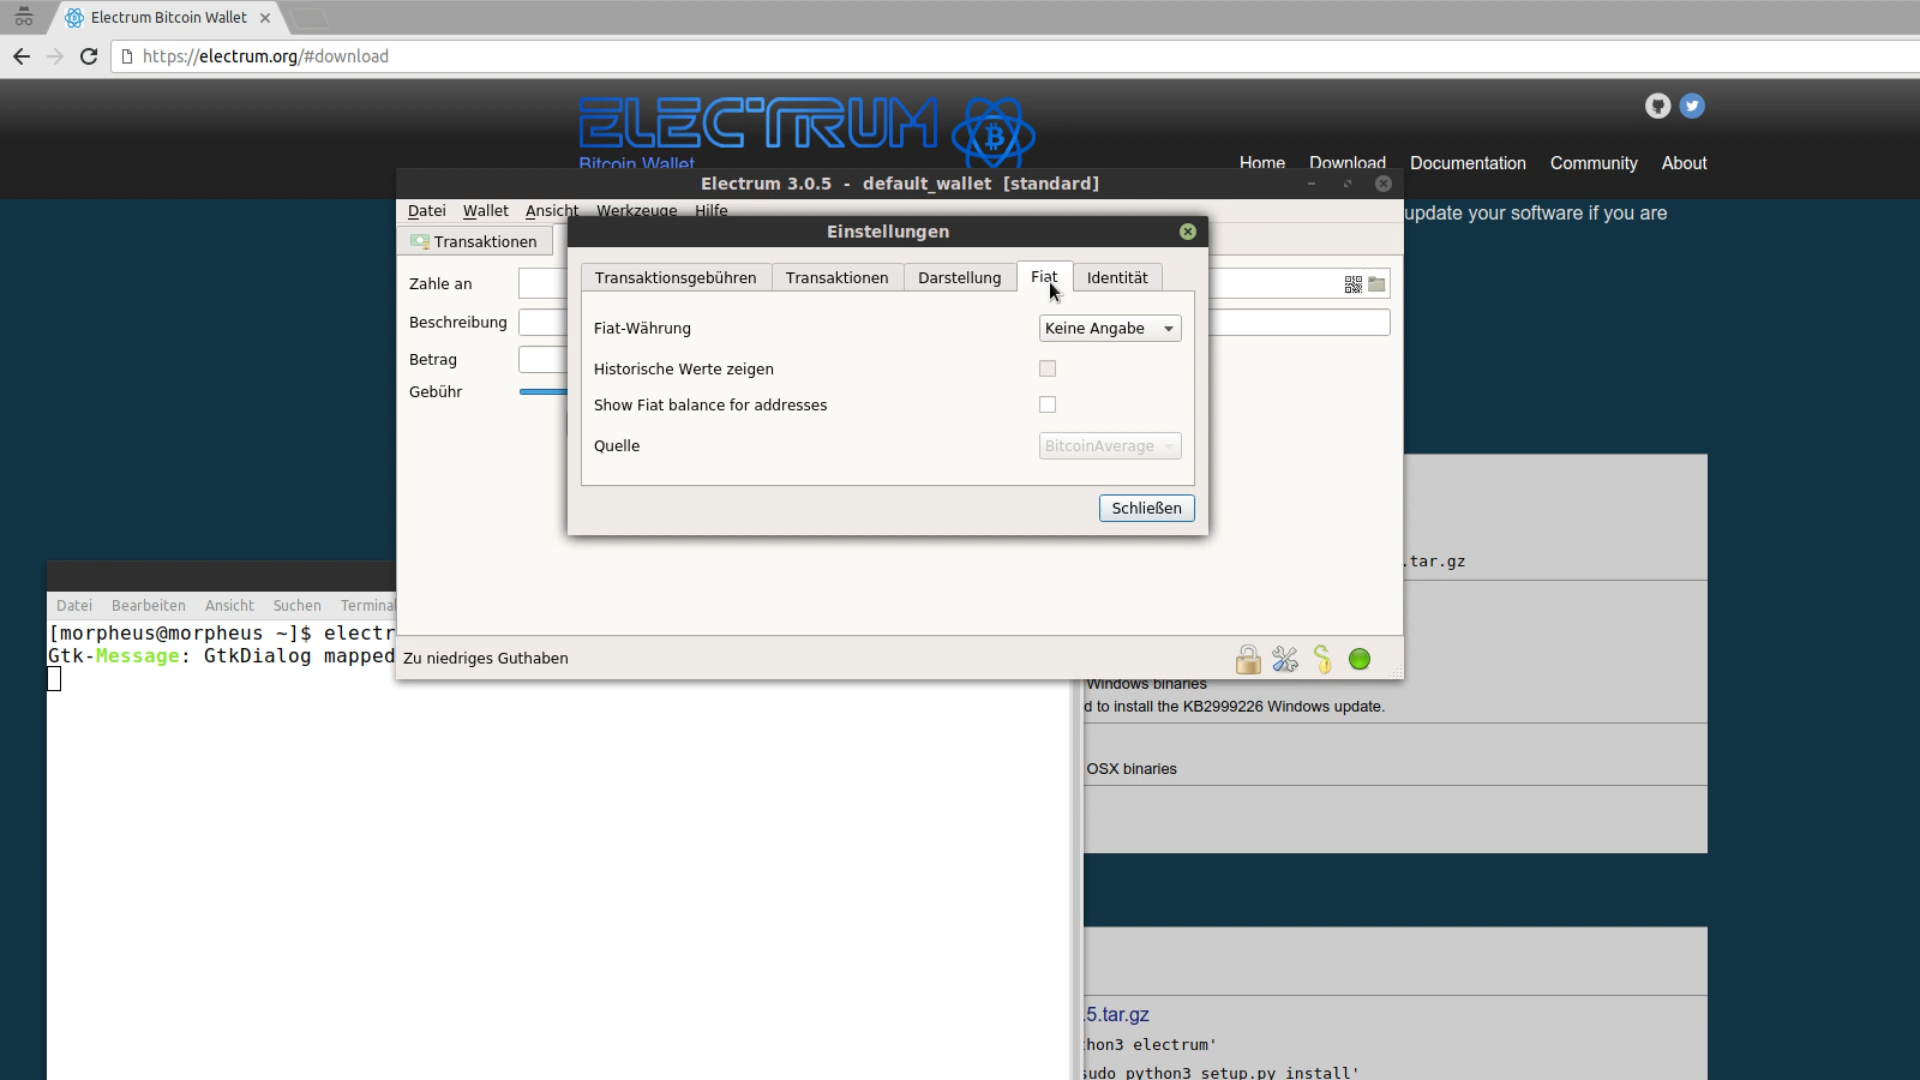 Electrum Bitcoin Wallet
https://electrum.org/#download
ELECTRUM
Bitcoin Wallet
Home Download Documentation Community About
Electrum 3.0.5 - default_wallet [standard]
update your software if you are
Datei Wallet Ansicht Werkzeuge Hilfe
Einstellungen
Transaktionen
Transaktionsgebühren Transaktionen Darstellung Fiat Identität
Zahle an
Beschreibung
Betrag
Gebühr
Fiat-Währung Keine Angabe
Historische Werte zeigen
Show Fiat balance for addresses
Quelle BitcoinAverage
Schließen
.tar.gz
Datei Bearbeiten Ansicht Suchen Terminal
[morpheus@morpheus ~]$ electr
Gtk-Message: GtkDialog mapped
Zu niedriges Guthaben
Windows binaries
d to install the KB2999226 Windows update.
OSX binaries
.5.tar.gz
thon3 electrum'
sudo python3 setup.py install'